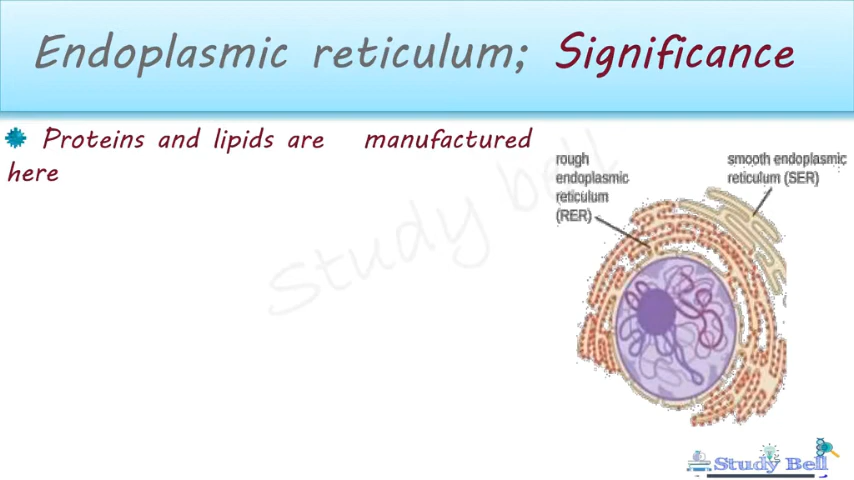 Endoplasmic reticulum; Significance
Proteins and lipids are manufactured
here
rough
endoplasmic
reticulum
(RER)
smooth endoplasmic
reticulum (SER)
Study bell
Study Bell